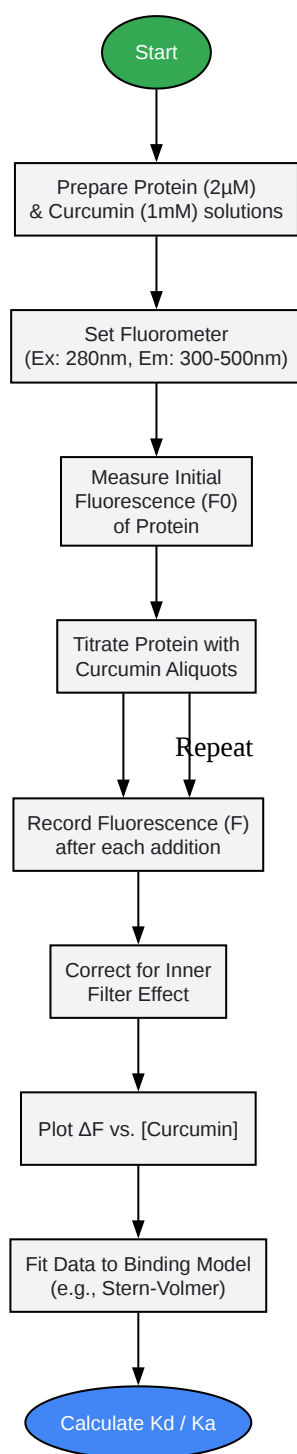 Start
Prepare Protein (2µM)
& Curcumin (1mM) solutions
Set Fluorometer
(Ex: 280nm, Em: 300-500nm)
Measure Initial
Fluorescence (F0)
of Protein
Titrate Protein with
Curcumin Aliquots
Repeat
Record Fluorescence (F)
after each addition
Correct for Inner
Filter Effect
Plot ΔF vs. [Curcumin]
Fit Data to Binding Model
(e.g., Stern-Volmer)
Calculate Kd / Ka